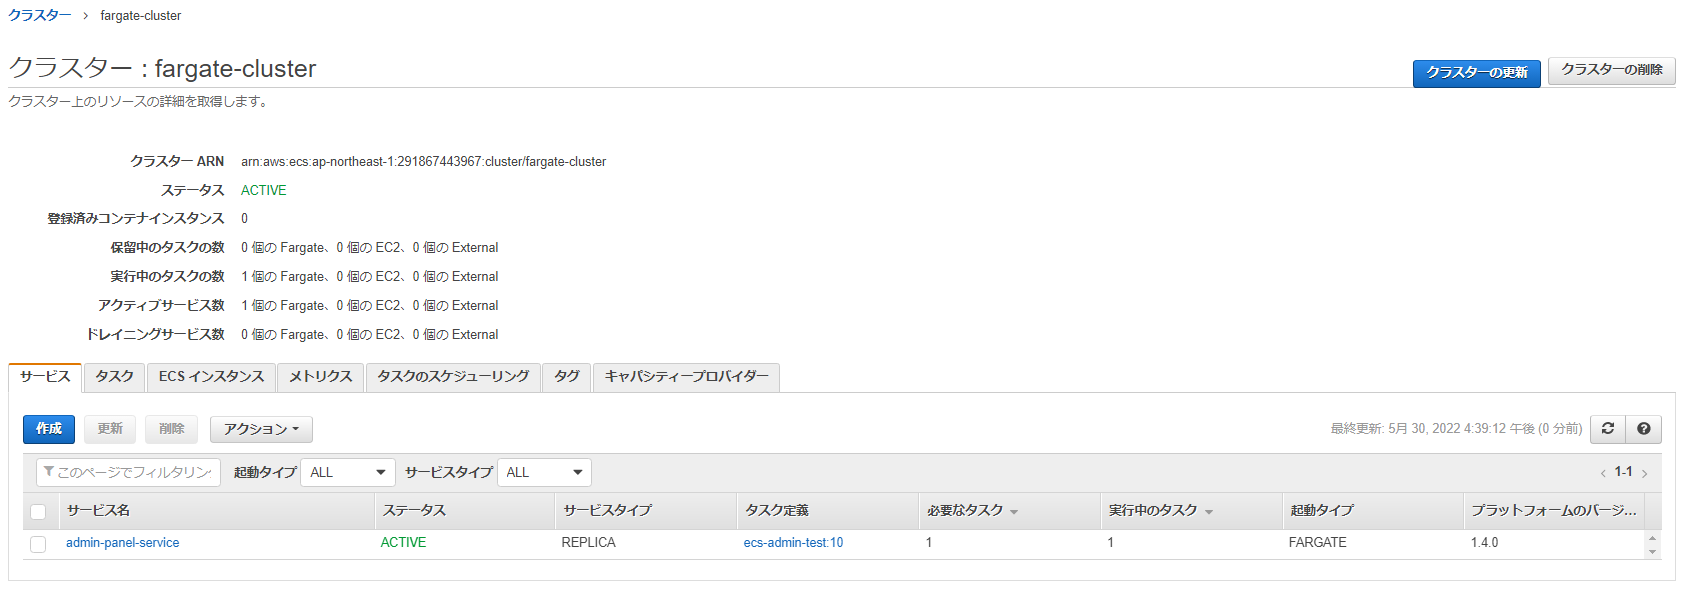 クラスター > fargate-cluster
クラスター : fargate-cluster
クラスターの更新 クラスターの削除
クラスター上のリソースの詳細を取得します。
クラスター ARN arn:aws:ecs:ap-northeast-1:291867443967:cluster/fargate-cluster
ステータス ACTIVE
登録済みコンテナインスタンス 0
保留中のタスクの数 0 個の Fargate、0 個の EC2、0 個の External
実行中のタスクの数 1 個の Fargate、0 個の EC2、0 個の External
アクティブサービス数 1 個の Fargate、0 個の EC2、0 個の External
ドレイニングサービス数 0 個の Fargate、0 個の EC2、0 個の External
サービス タスク ECS インスタンス メトリクス タスクのスケジューリング タグ キャパシティープロバイダー
作成 更新 削除 アクション 最終更新: 5月 30, 2022 4:39:12 午後 (0 分前)
このページでフィルタリン 起動タイプ ALL サービスタイプ ALL < 1-1 >
サービス名 ステータス サービスタイプ タスク定義 必要なタスク 実行中のタスク 起動タイプ プラットフォームのバージ...
admin-panel-service ACTIVE REPLICA ecs-admin-test:10 1 1 FARGATE 1.4.0